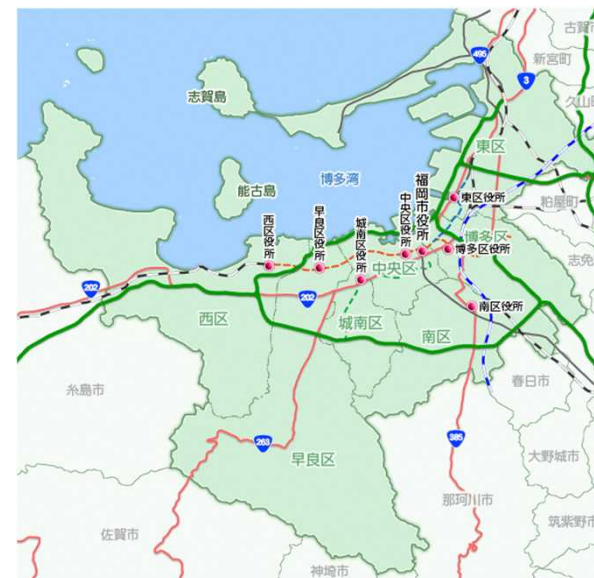 古賀市
495
新宮町
3
久山町
志賀島
東区
能古島
博多湾
福岡市役所
東区役所
粕屋町
西区役所
早良区役所
城南区役所
中央区役所
博多区
博多区役所
志免
中央区
202
202
西区
城南区
南区
南区役所
糸島市
春日市
263
385
早良区
大野城市
那珂川市
佐賀市
筑紫野市
神埼市